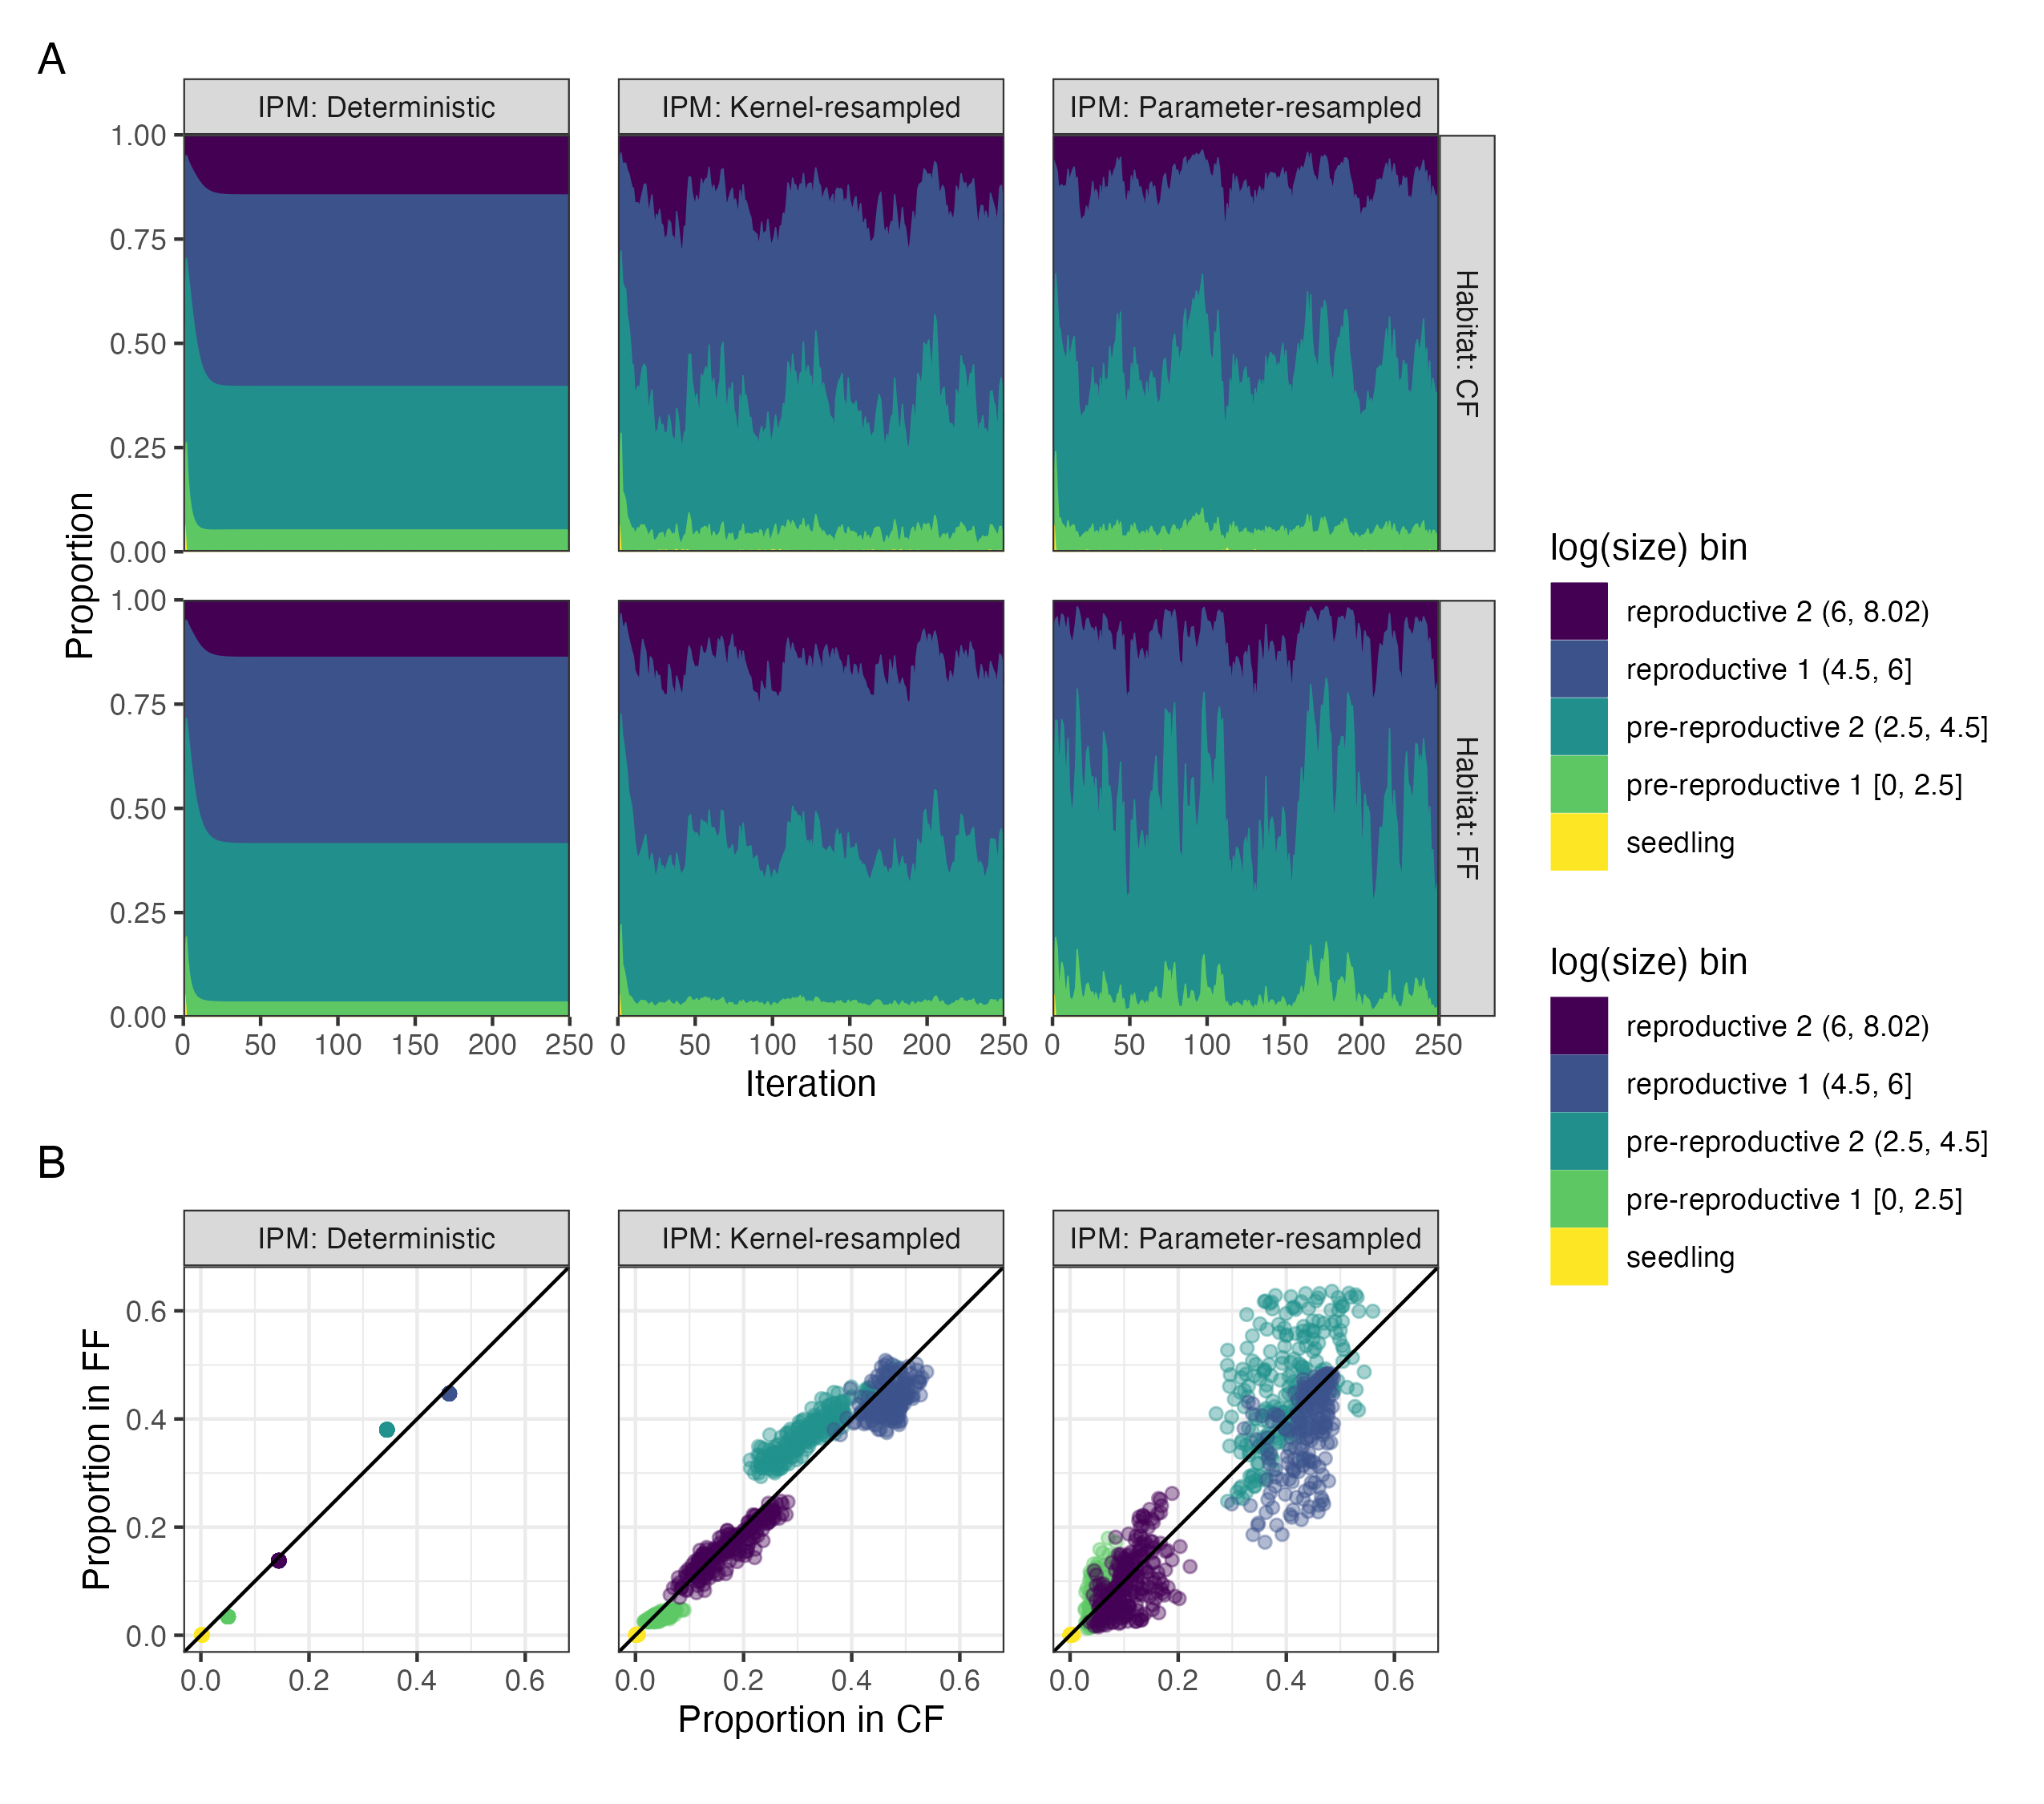 A
IPM: Deterministic
IPM: Kernel-resampled
IPM: Parameter-resampled
Proportion
1.00
0.75
0.50
0.25
0.00
Habitat: CF
1.00
0.75
0.50
0.25
0.00
Habitat: FF
0 50 100 150 200 250
0 50 100 150 200 250
0 50 100 150 200 250
Iteration
log(size) bin
reproductive 2 (6, 8.02)
reproductive 1 (4.5, 6]
pre-reproductive 2 (2.5, 4.5]
pre-reproductive 1 [0, 2.5]
seedling
log(size) bin
reproductive 2 (6, 8.02)
reproductive 1 (4.5, 6]
pre-reproductive 2 (2.5, 4.5]
pre-reproductive 1 [0, 2.5]
seedling
B
IPM: Deterministic
IPM: Kernel-resampled
IPM: Parameter-resampled
Proportion in FF
0.6
0.4
0.2
0.0
0.0 0.2 0.4 0.6
0.0 0.2 0.4 0.6
0.0 0.2 0.4 0.6
Proportion in CF